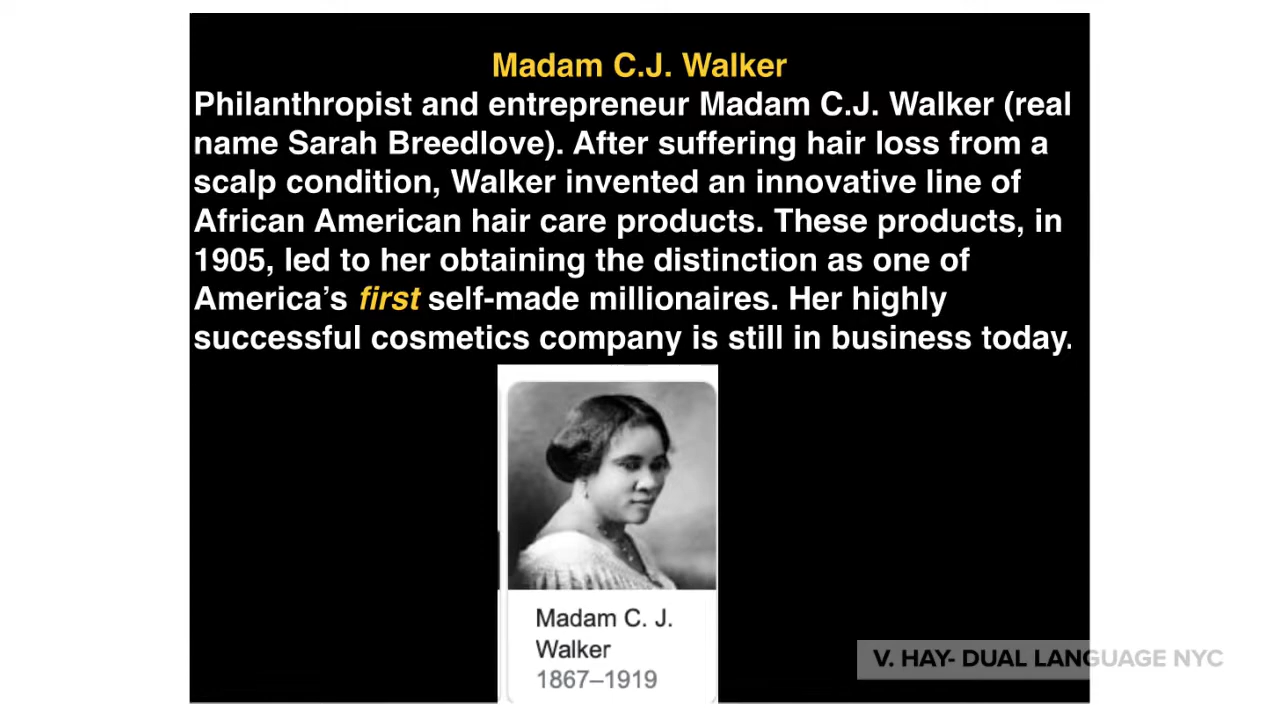 Madam C.J. Walker
Philanthropist and entrepreneur Madam C.J. Walker (real
name Sarah Breedlove). After suffering hair loss from a
scalp condition, Walker invented an innovative line of
African American hair care products. These products, in
1905, led to her obtaining the distinction as one of
America’s first self-made millionaires. Her highly
successful cosmetics company is still in business today.
Madam C. J.
Walker
1867–1919
V. HAY- DUAL LANGUAGE NYC